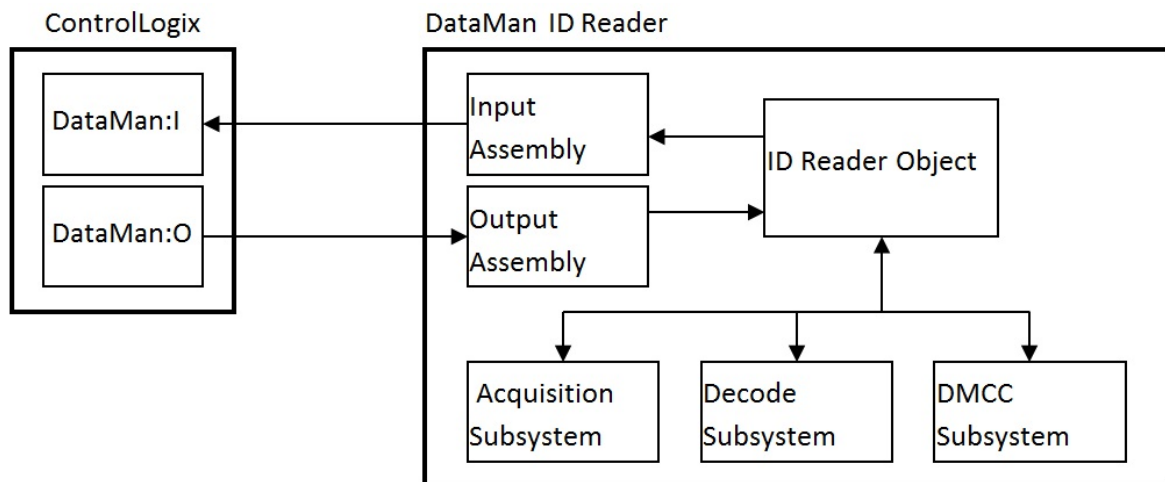 ControlLogix
DataMan ID Reader
DataMan:I
DataMan:O
Input
Assembly
Output
Assembly
ID Reader Object
Acquisition
Subsystem
Decode
Subsystem
DMCC
Subsystem